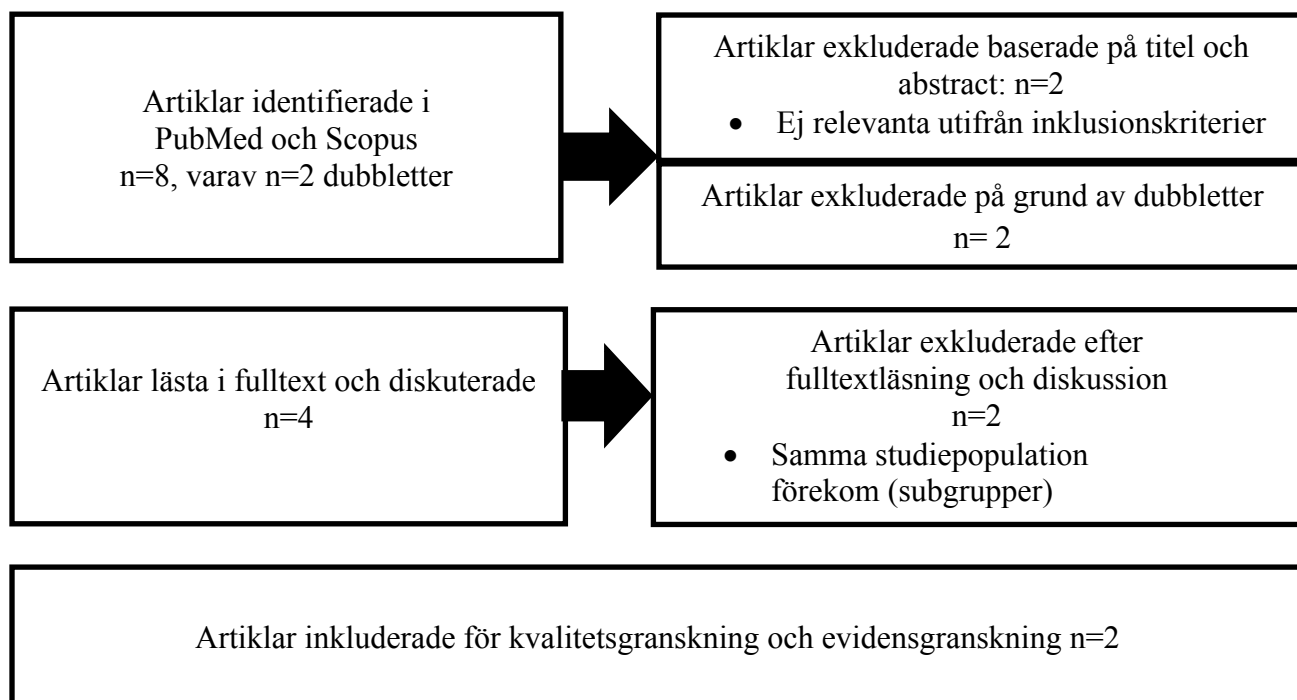 Artiklar identifierade i
PubMed och Scopus
n=8, varav n=2 dubbletter
Artiklar exkluderade baserade på titel och
abstract: n=2
• Ej relevanta utifrån inklusionskriterier
Artiklar exkluderade på grund av dubbletter
n= 2
Artiklar lästa i fulltext och diskuterade
n=4
Artiklar exkluderade efter
fulltextläsning och diskussion
n=2
• Samma studiepopulation
förekom (subgrupper)
Artiklar inkluderade för kvalitetsgranskning och evidensgranskning n=2